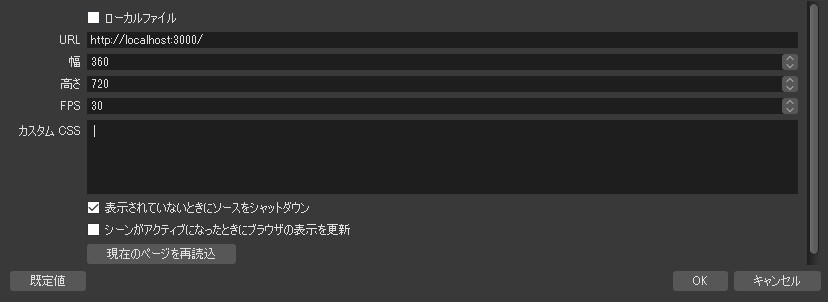 ローカルファイル
URL http://localhost:3000/
幅 360
高さ 720
FPS 30
カスタム CSS
表示されていないときにソースをシャットダウン
シーンがアクティブになったときにブラウザの表示を更新
現在のページを再読込
既定値 OK キャンセル